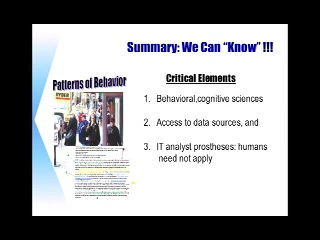 Summary: We Can “Know” !!!
Patterns of Behavior
RYDER
Critical Elements
1. Behavioral,cognitive sciences
2. Access to data sources, and
3. IT analyst prostheses: humans
need not apply